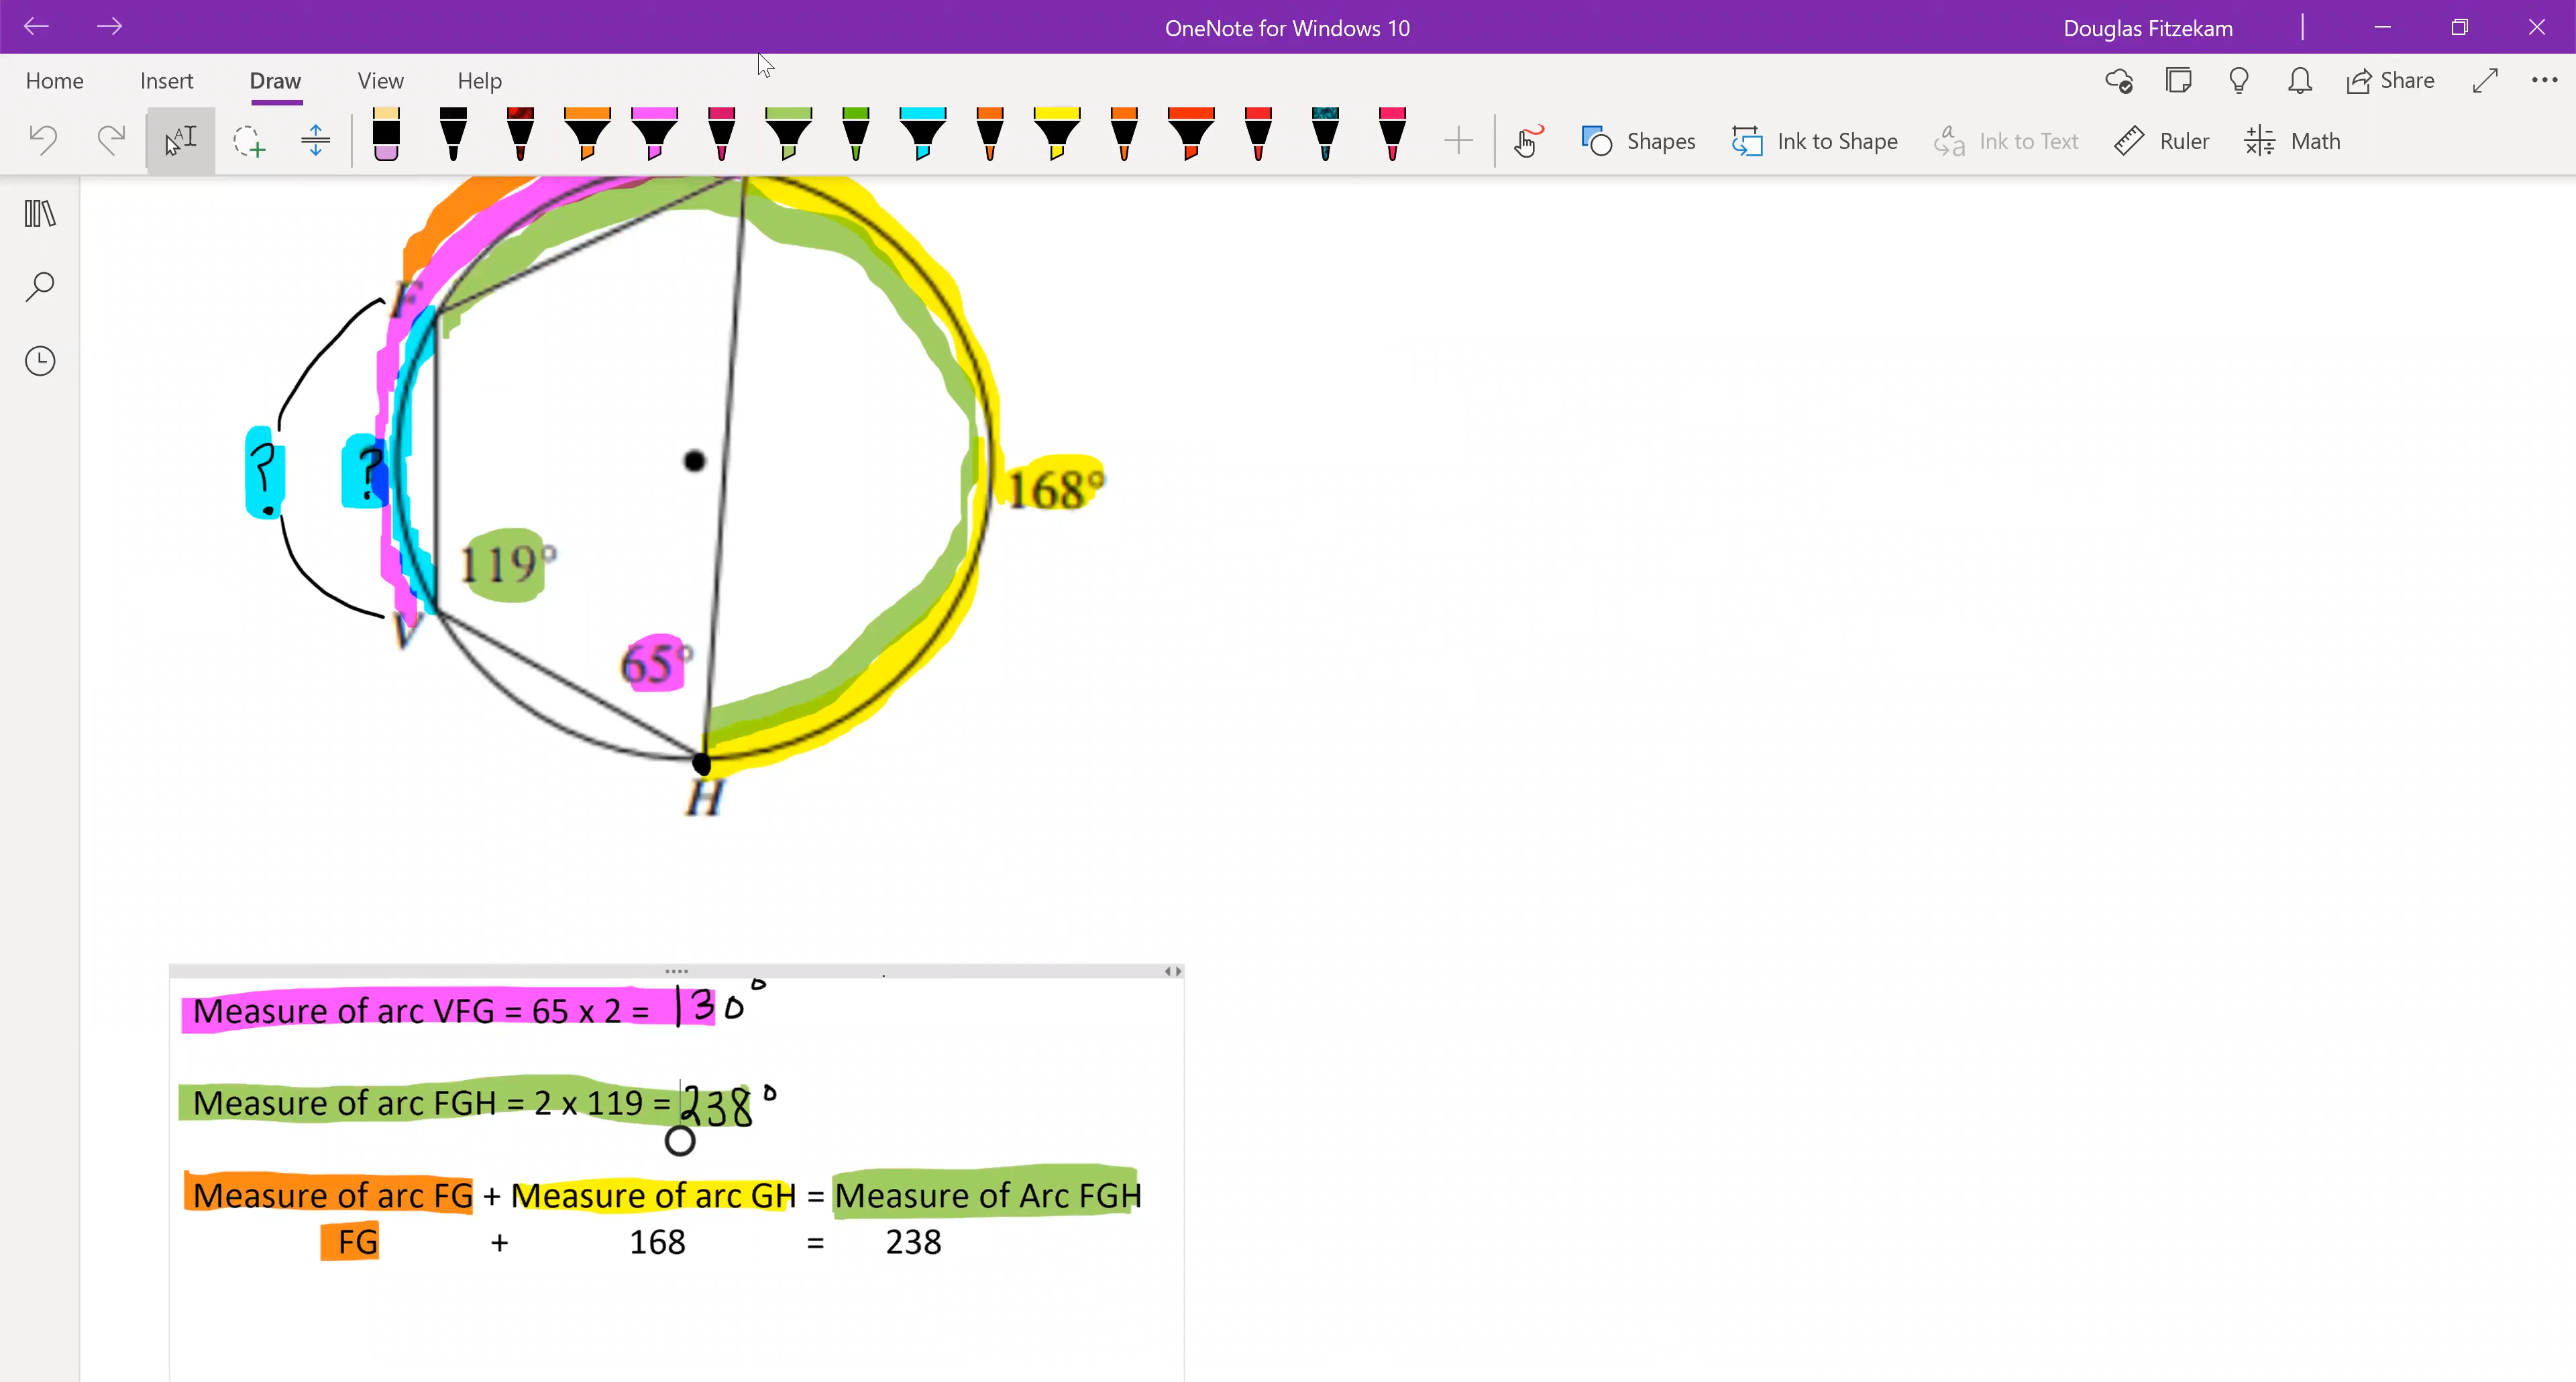 OneNote for Windows 10
Douglas Fitzekam
Home Insert Draw View Help
Share
Shapes Ink to Shape Ink to Text Ruler Math
F
?
?
168°
119°
V
65°
H
Measure of arc VFG = 65 x 2 = 130°
Measure of arc FGH = 2 x 119 = 238°
Measure of arc FG + Measure of arc GH = Measure of Arc FGH
FG + 168 = 238